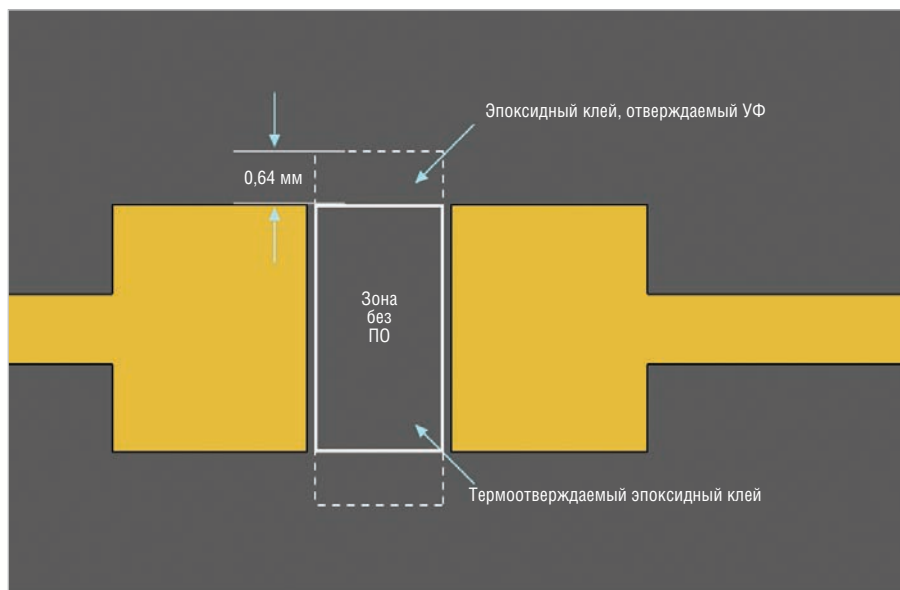 Эпоксидный клей, отверждаемый УФ
0,64 мм
Зона
без
ПО
Термоотверждаемый эпоксидный клей